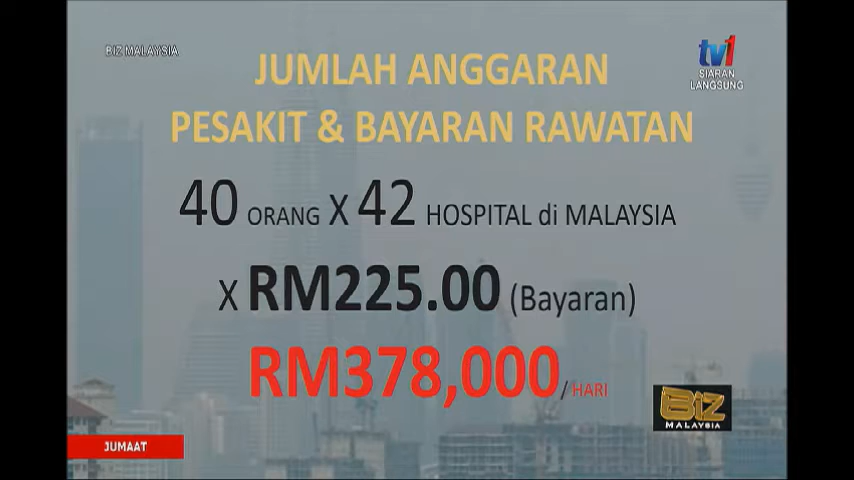 BIZ MALAYSIA
tv1
SIARAN
LANGSUNG
JUMLAH ANGGARAN
PESAKIT & BAYARAN RAWATAN
40 ORANG X 42 HOSPITAL di MALAYSIA
X RM225.00 (Bayaran)
RM378,000/HARI
BiZ
MALAYSIA
JUMAAT